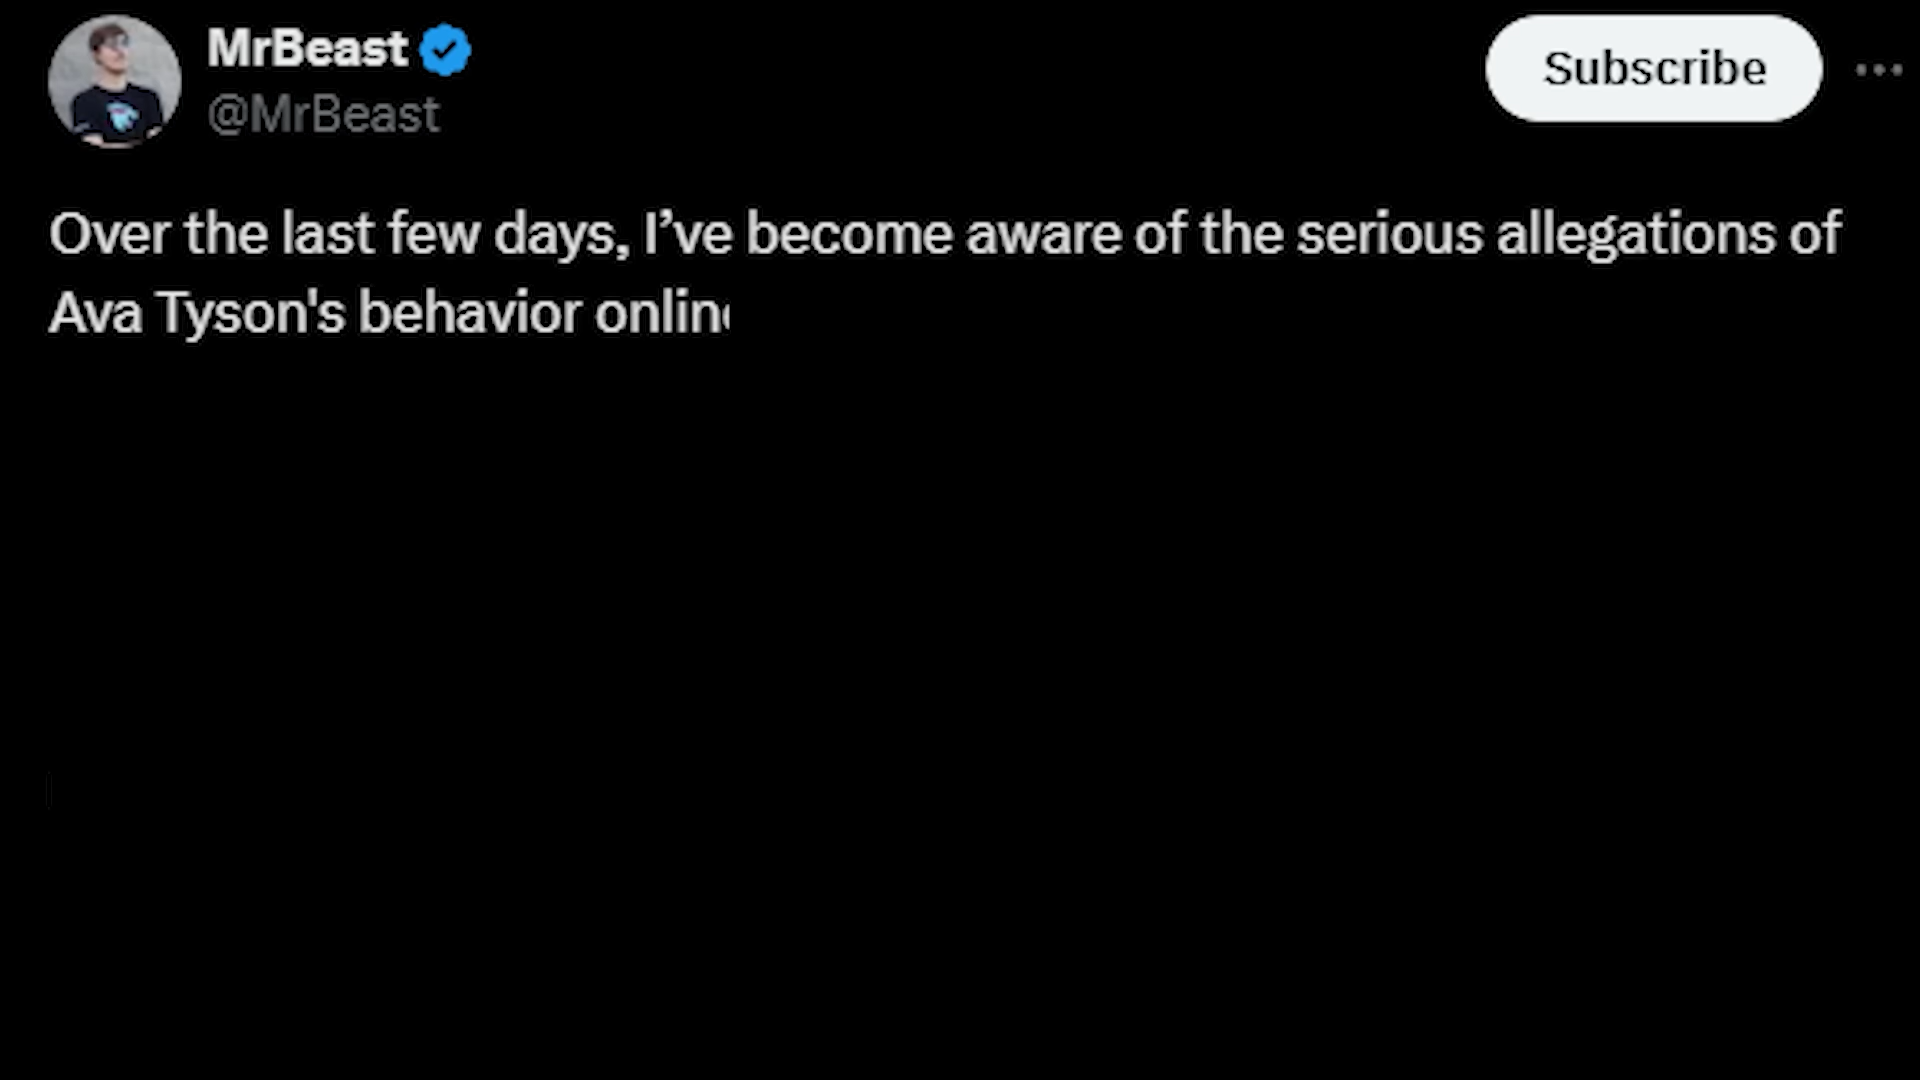 MrBeast
@MrBeast
Subscribe
Over the last few days, I’ve become aware of the serious allegations of
Ava Tyson's behavior onlin